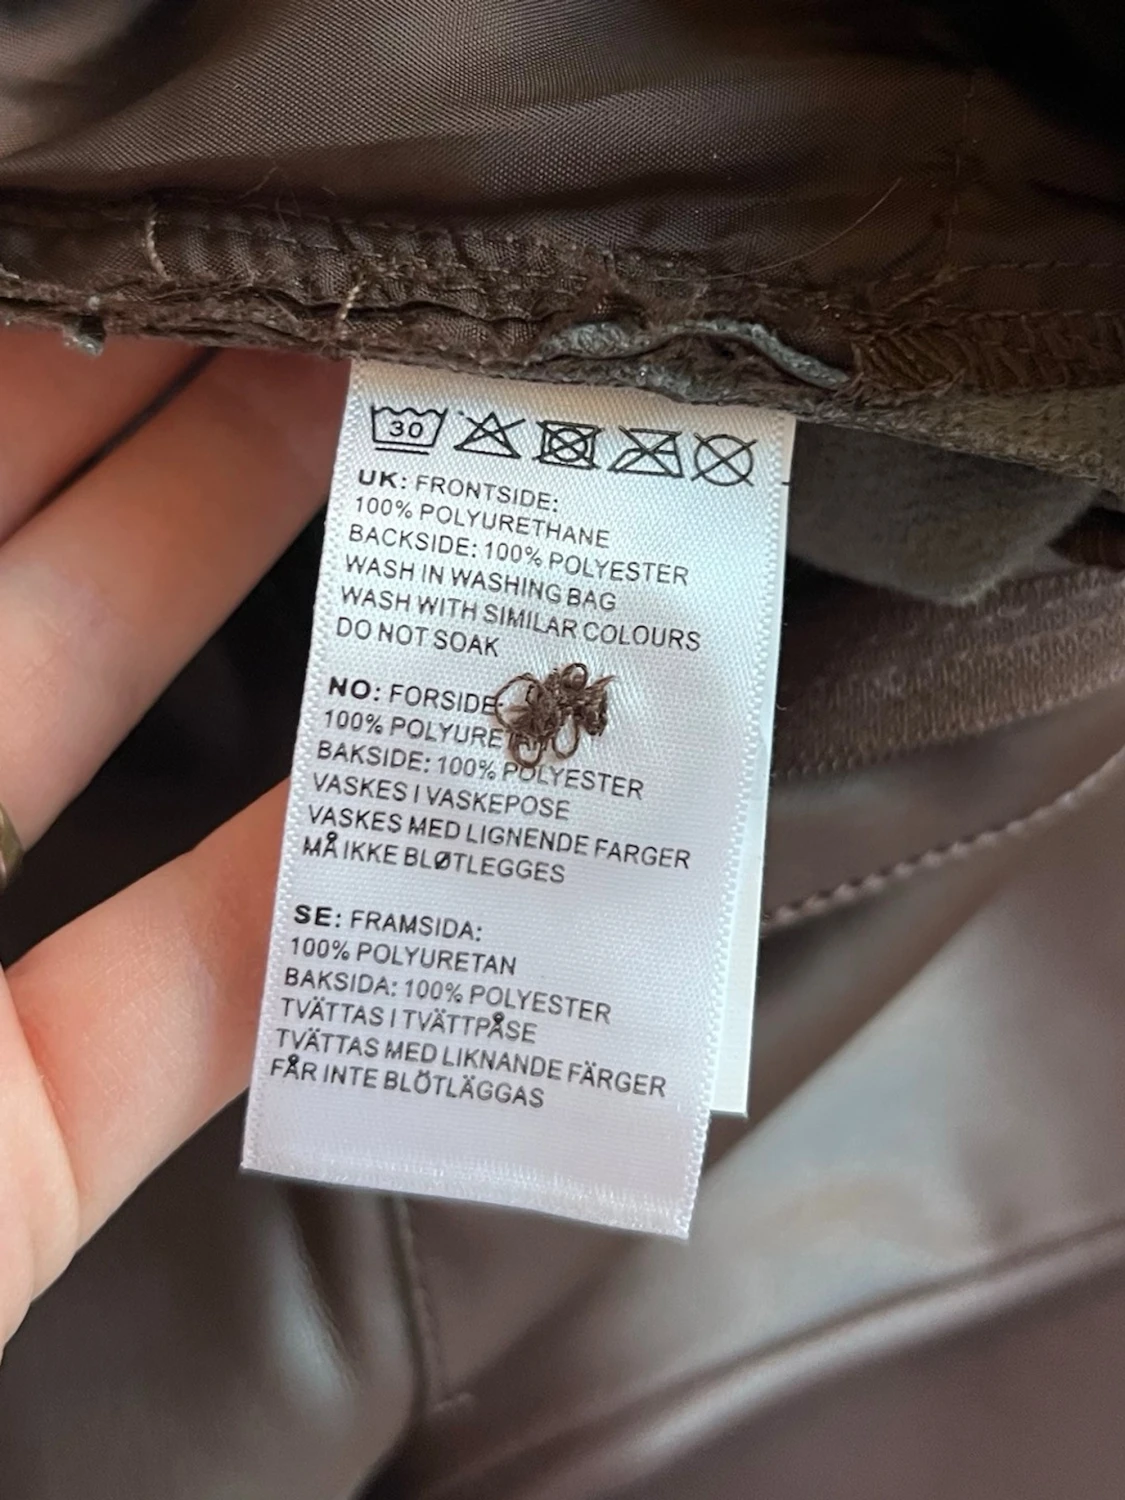 30
UK: FRONTSIDE:
100% POLYURETHANE
BACKSIDE: 100% POLYESTER
WASH IN WASHING BAG
WASH WITH SIMILAR COLOURS
DO NOT SOAK
NO: FORSIDE:
100% POLYURE
BAKSIDE: 100% POLYESTER
VASKES I VASKEPOSE
VASKES MED LIGNENDE FARGER
MÅ IKKE BLØTLEGGES
SE: FRAMSIDA:
100% POLYURETAN
BAKSIDA: 100% POLYESTER
TVÄTTAS I TVÄTTPÅSE
TVÄTTAS MED LIKNANDE FÄRGER
FÅR INTE BLÖTLÄGGAS